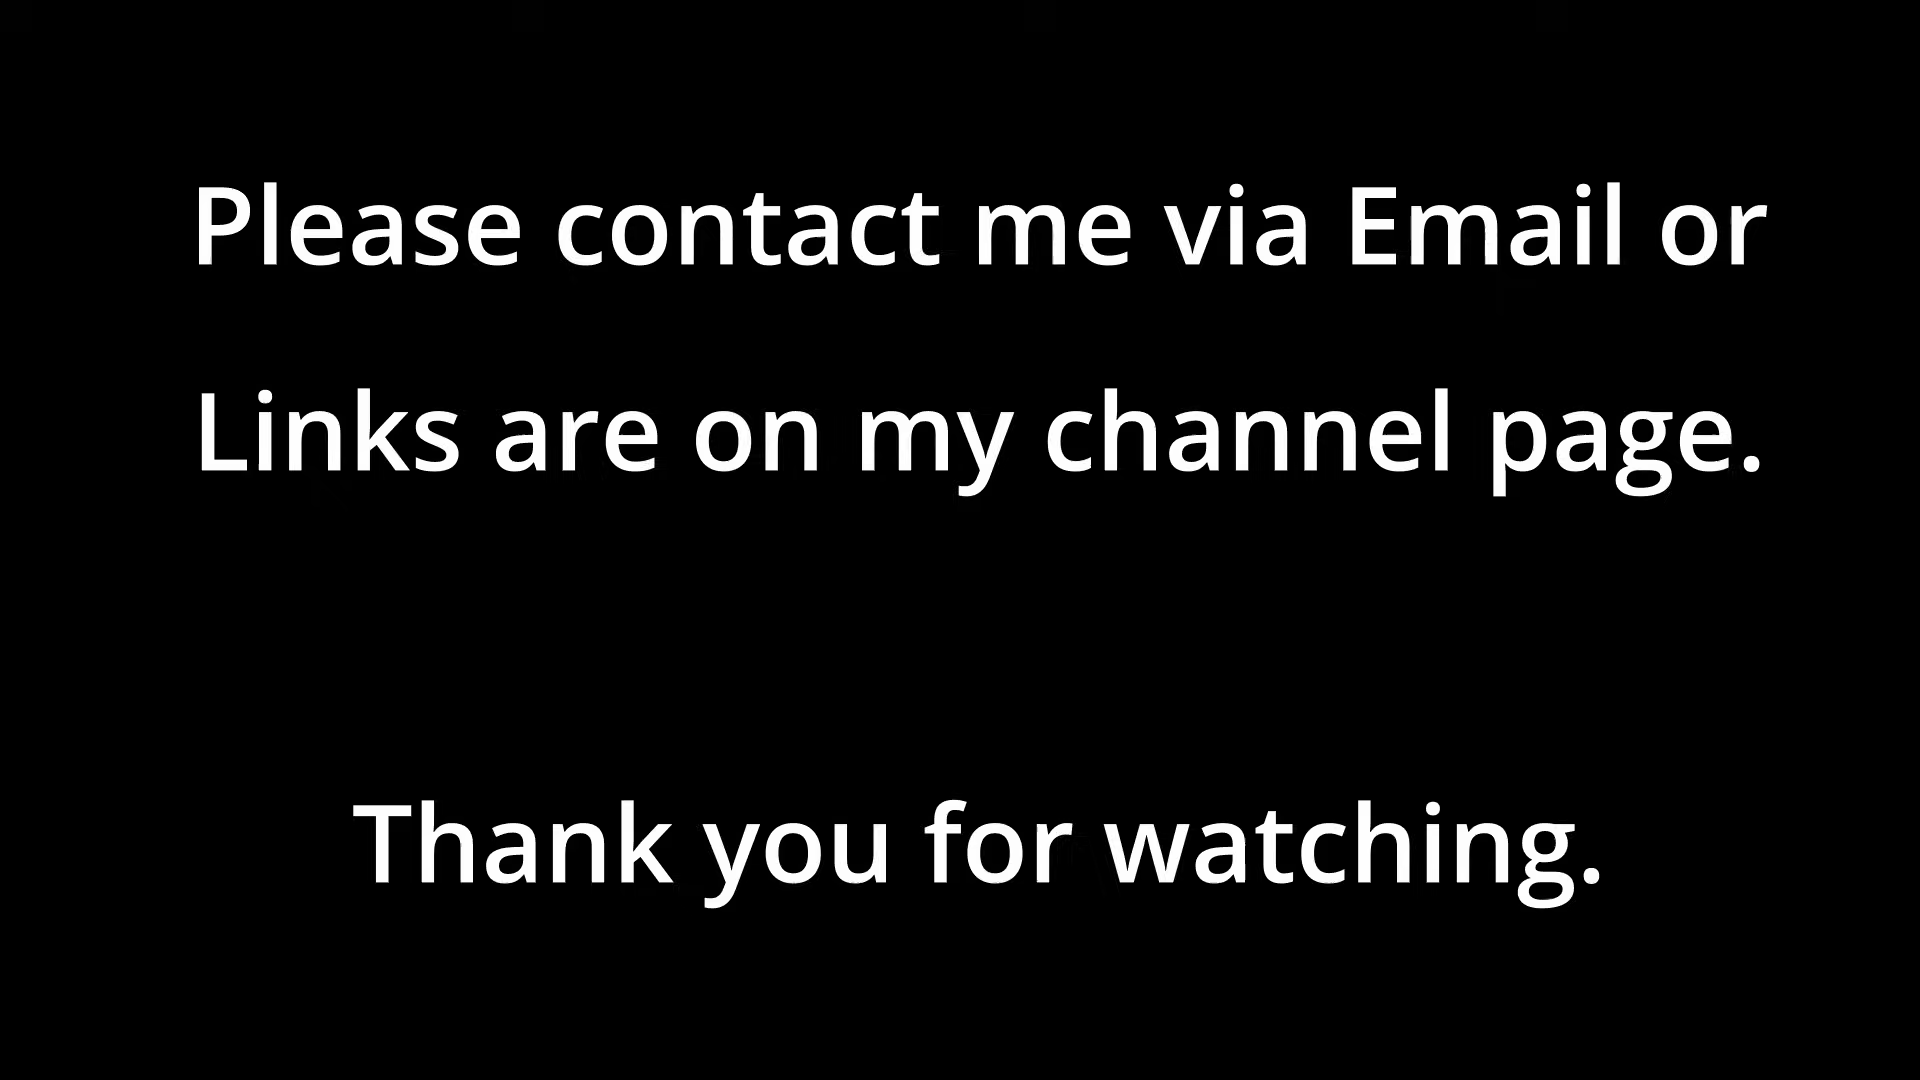 Please contact me via Email or
Links are on my channel page.
Thank you for watching.